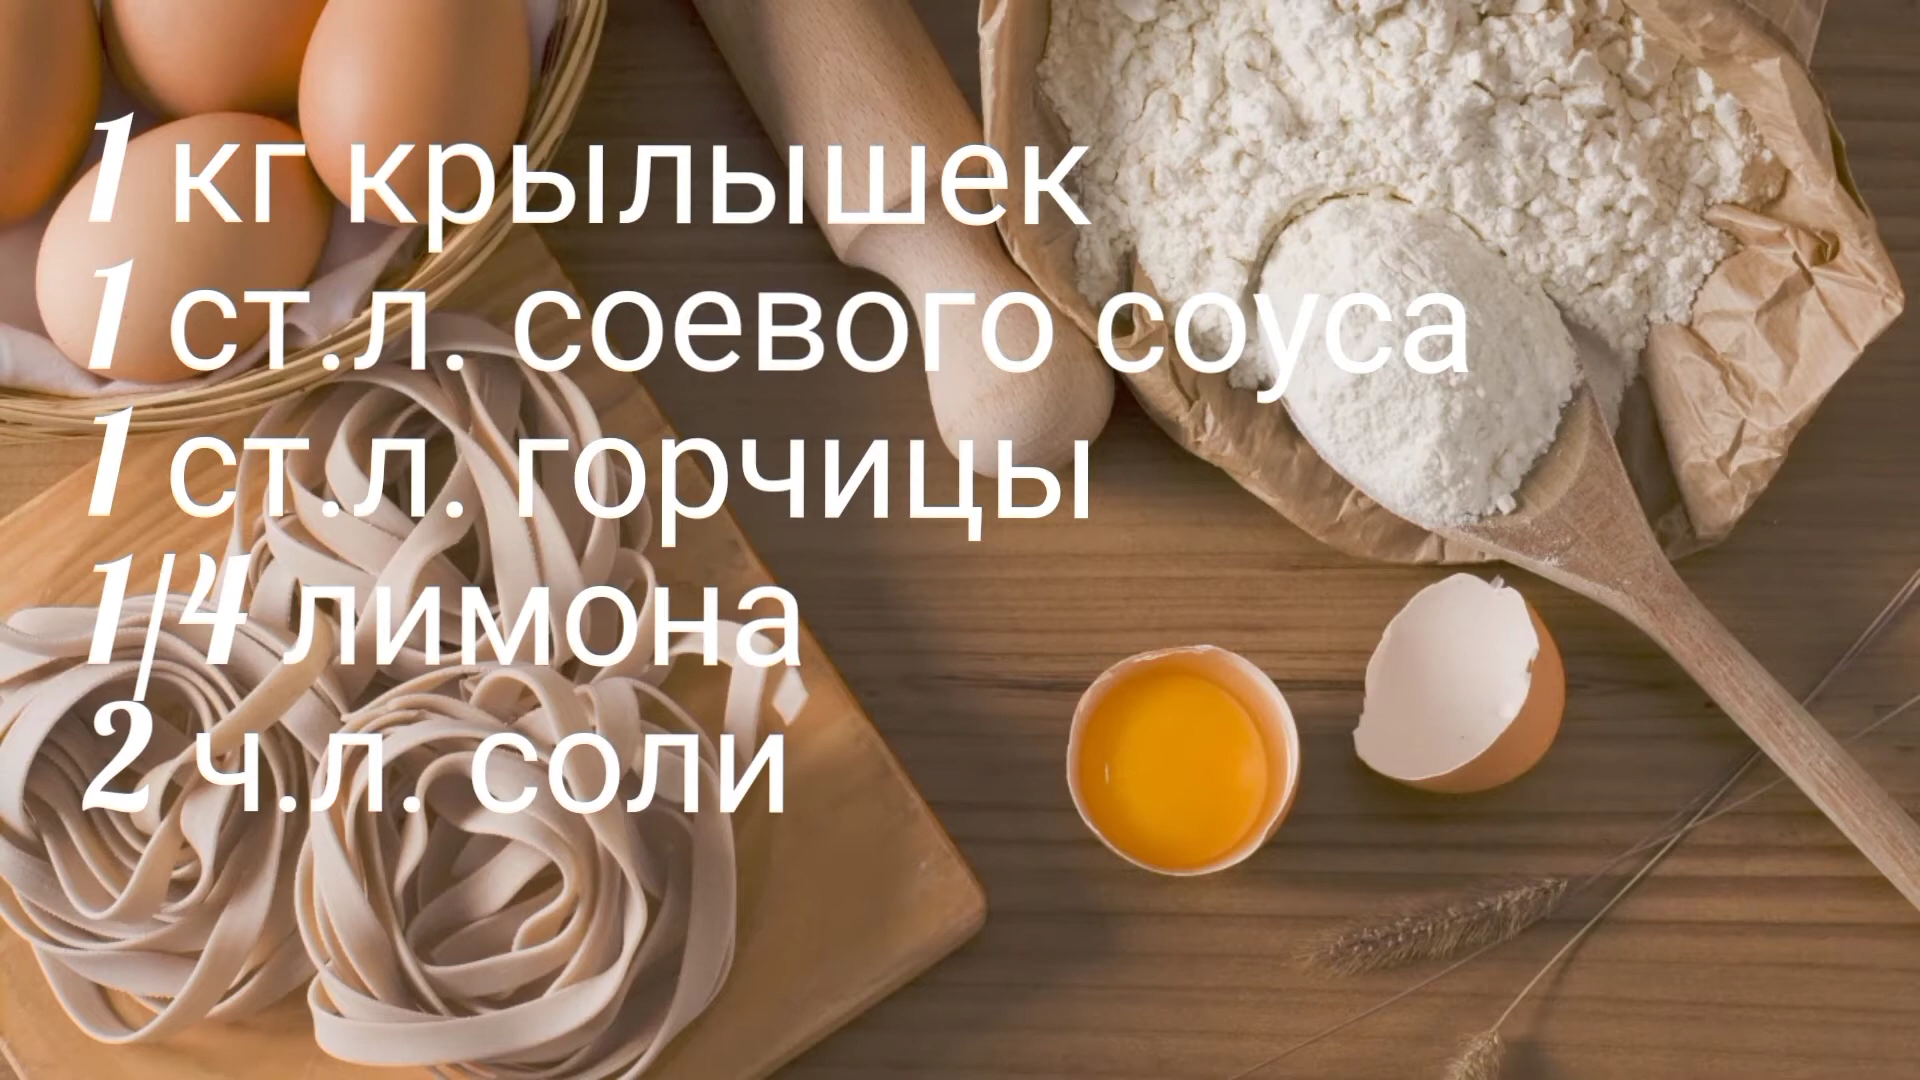 1 кг крылышек
1 ст.л. соевого соуса
1 ст.л. горчицы
1/4 лимона
2 ч.л. соли